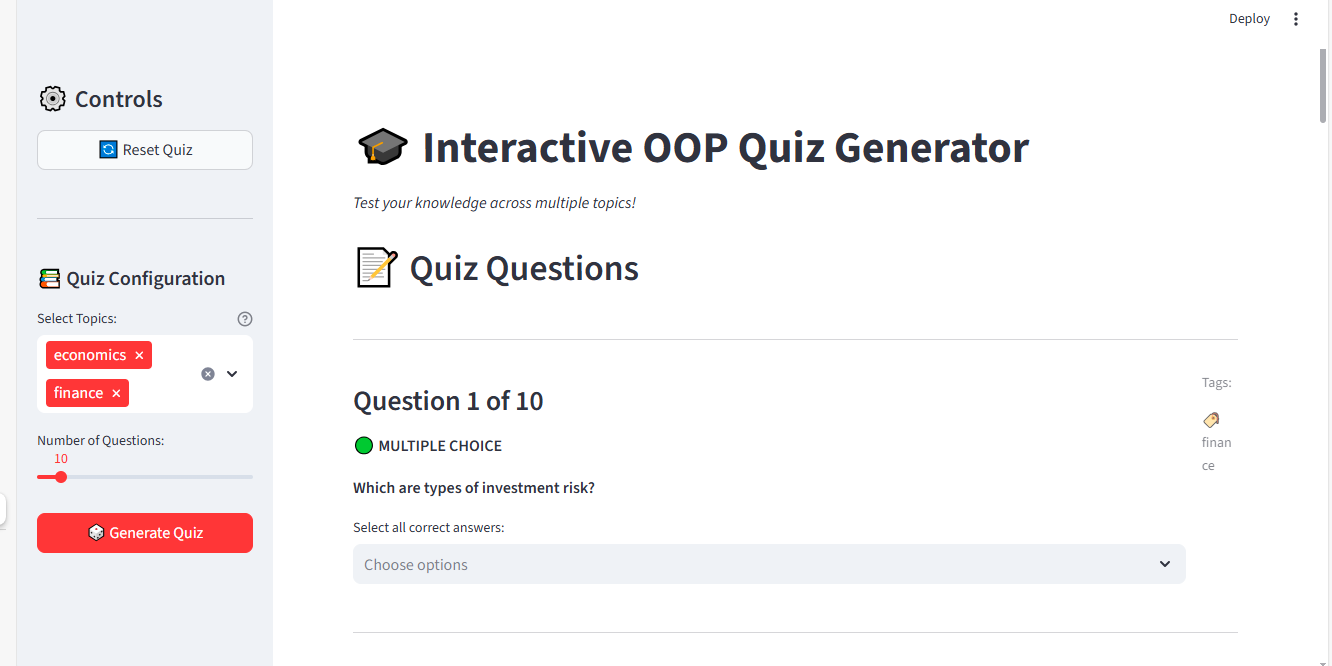 Deploy
Controls
Reset Quiz
Quiz Configuration
Select Topics:
economics
finance
Number of Questions:
10
Generate Quiz
Interactive OOP Quiz Generator
Test your knowledge across multiple topics!
Quiz Questions
Question 1 of 10
MULTIPLE CHOICE
Which are types of investment risk?
Select all correct answers:
Choose options
Tags:
finan
ce